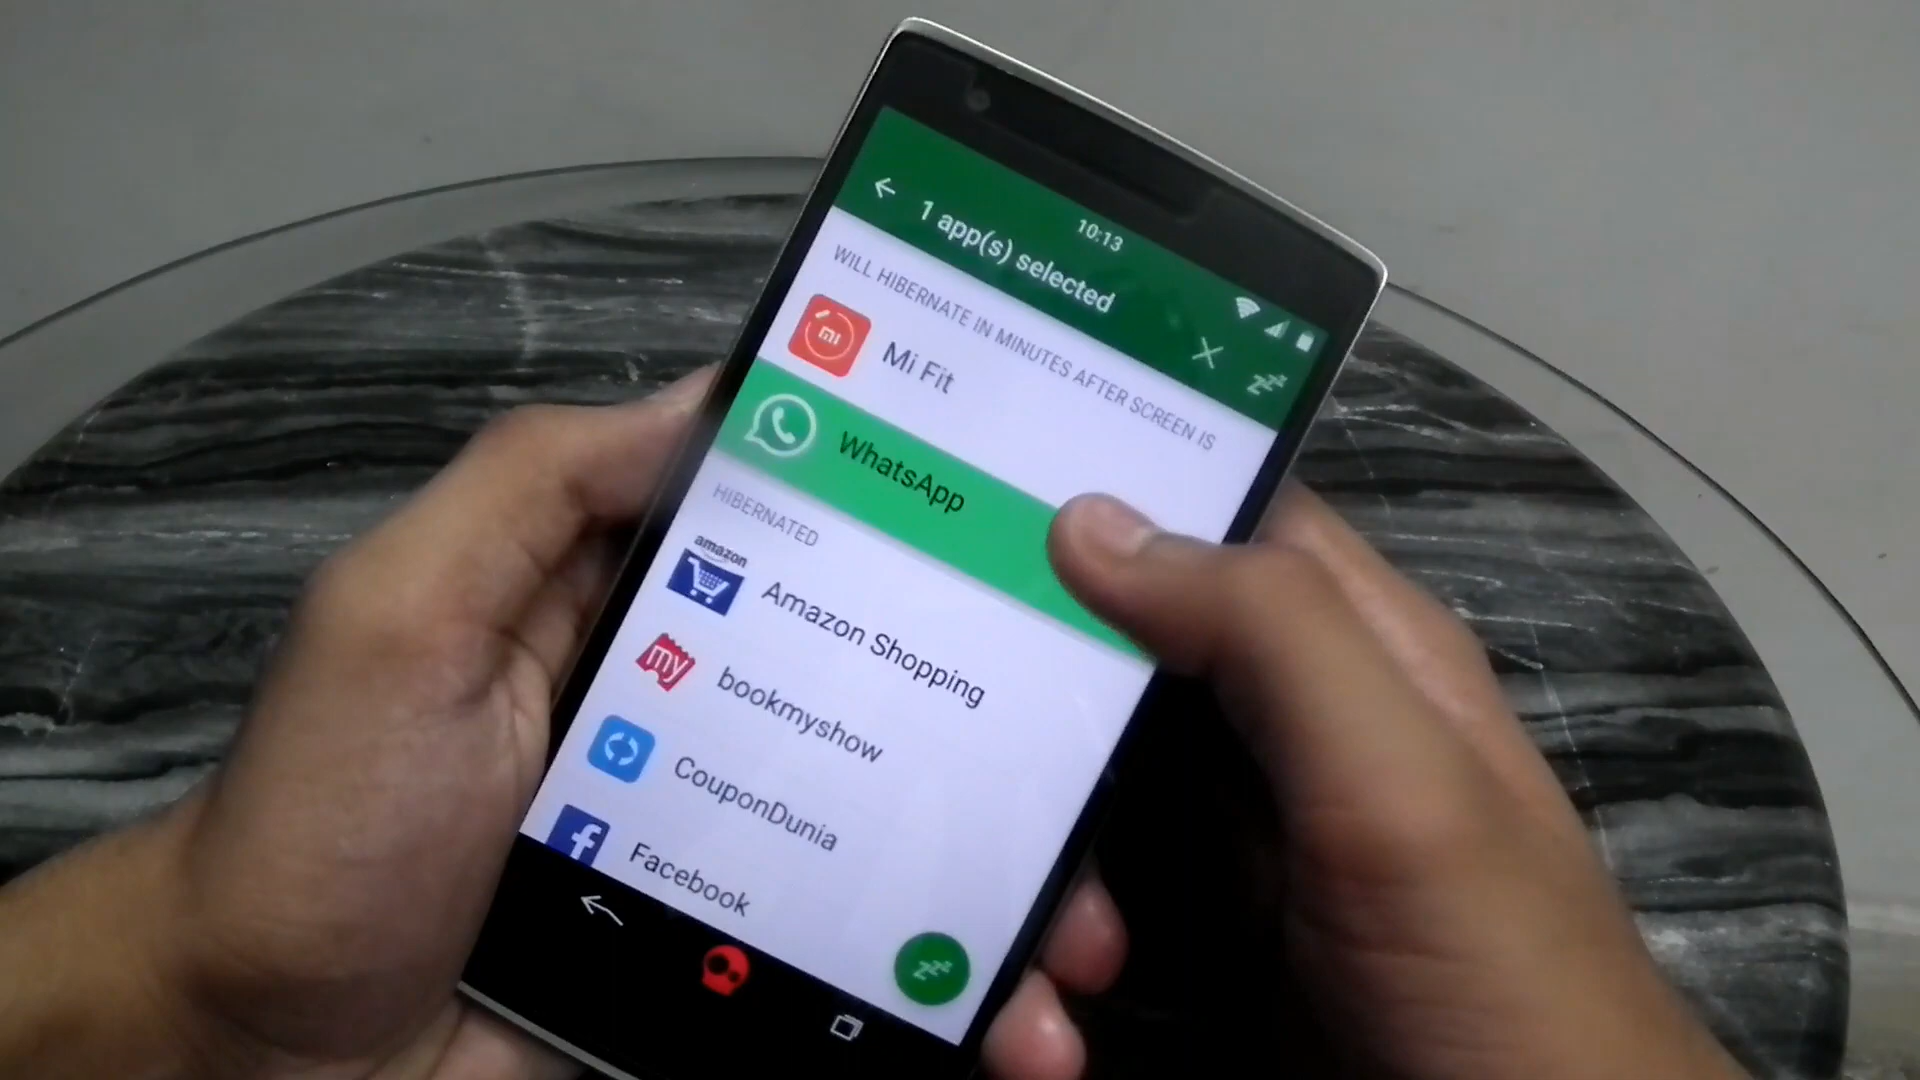 10:13
1 app(s) selected
WILL HIBERNATE IN MINUTES AFTER SCREEN IS
mi
Mi Fit
WhatsApp
HIBERNATED
amazon
Amazon Shopping
my
bookmyshow
CouponDunia
f
Facebook